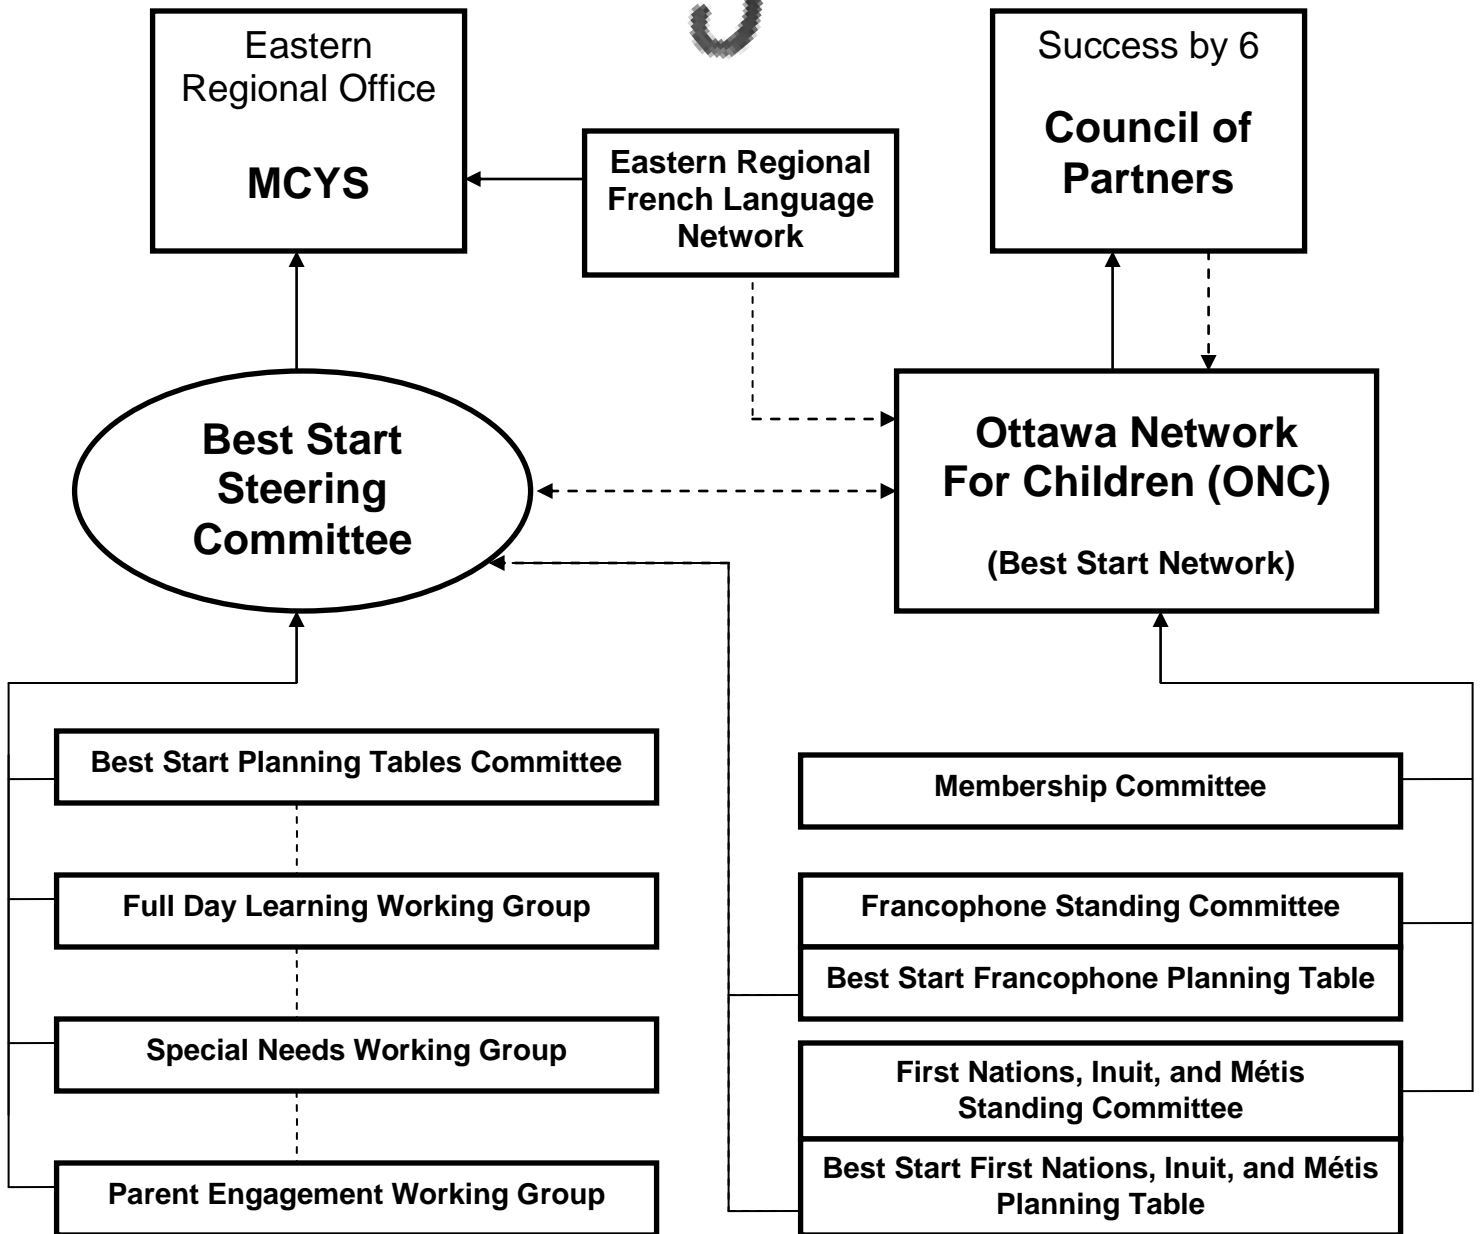 Eastern
Regional Office
MCYS
Success by 6
Council of
Partners
Eastern Regional
French Language
Network
Best Start
Steering
Committee
Ottawa Network
For Children (ONC)
(Best Start Network)
Best Start Planning Tables Committee
Full Day Learning Working Group
Special Needs Working Group
Parent Engagement Working Group
Membership Committee
Francophone Standing Committee
Best Start Francophone Planning Table
First Nations, Inuit, and Métis
Standing Committee
Best Start First Nations, Inuit, and Métis
Planning Table